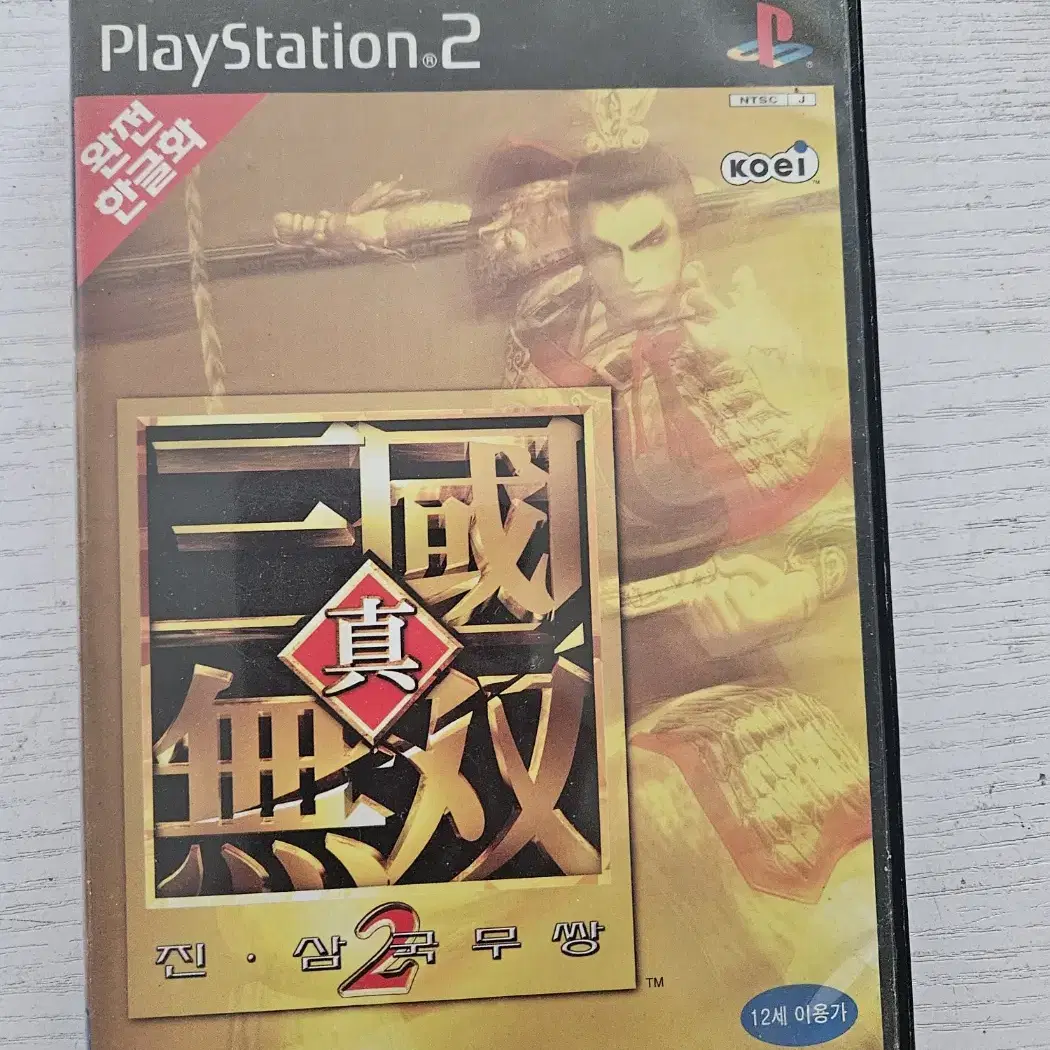 PlayStation®2
완전
한글화
NTSC J
KOEI™
三國
真
無双
진·삼국무쌍
2
TM
12세 이용가